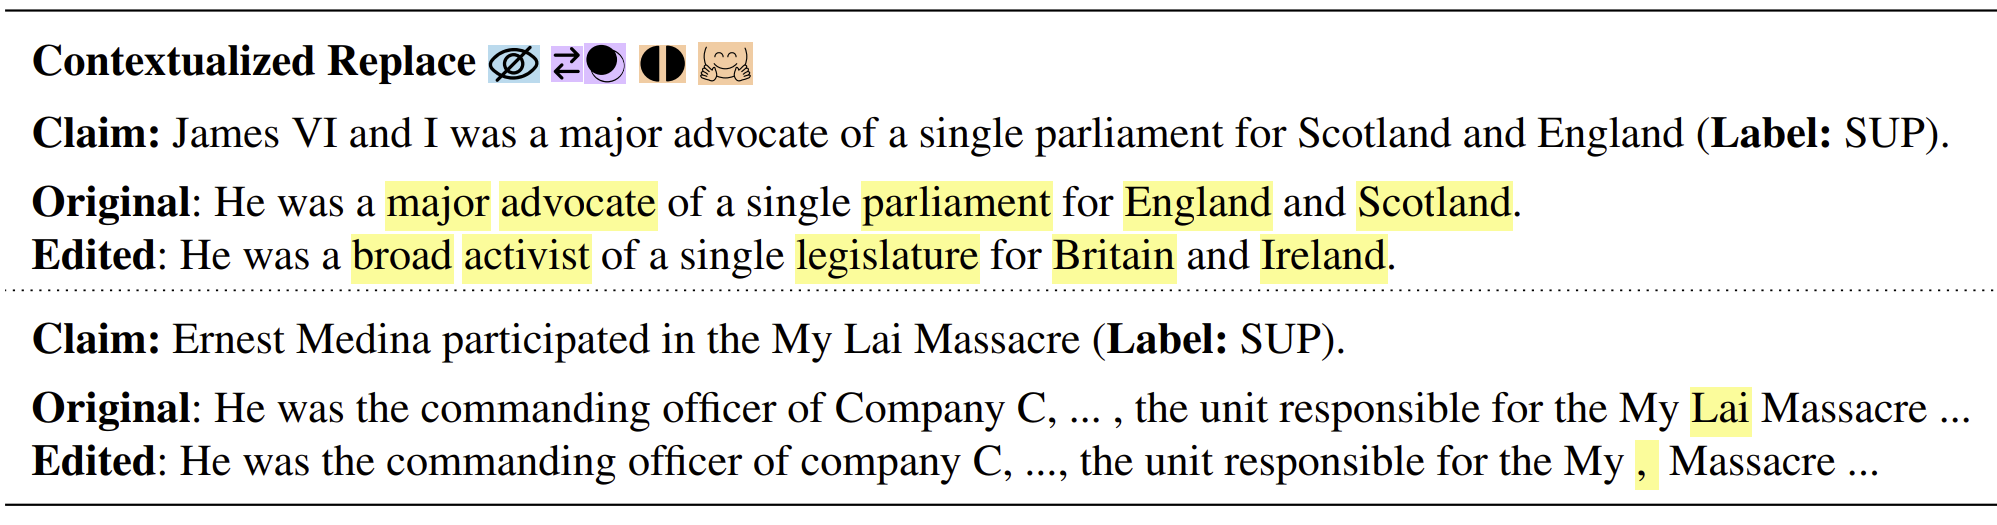 Contextualized Replace
Claim: James VI and I was a major advocate of a single parliament for Scotland and England (Label: SUP).
Original: He was a major advocate of a single parliament for England and Scotland.
Edited: He was a broad activist of a single legislature for Britain and Ireland.
Claim: Ernest Medina participated in the My Lai Massacre (Label: SUP).
Original: He was the commanding officer of Company C, ... , the unit responsible for the My Lai Massacre ...
Edited: He was the commanding officer of company C, ..., the unit responsible for the My , Massacre ...